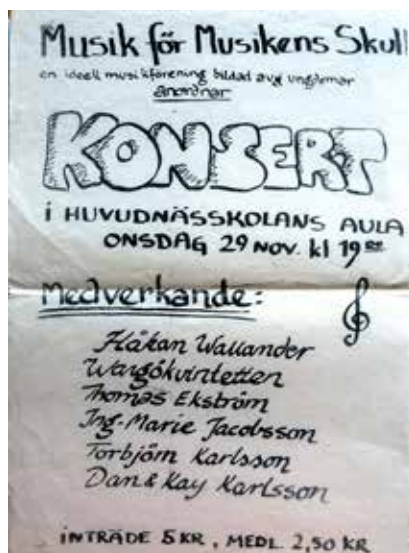 Musik för Musikens Skull
en ideell musikförening bildad avg ungdomar
anordnar
KONSERT
i HUVUDNÄSSKOLANS AULA
ONSDAG 29 NOV. kl 19 00
Medverkande:
Håkan Wallander
Wargökvintetten
Thomas Ekström
Ing-Marie Jacobsson
Torbjörn Karlsson
Dan & Kay Karlsson
INTRÄDE 5 KR, MEDL 2,50 KR